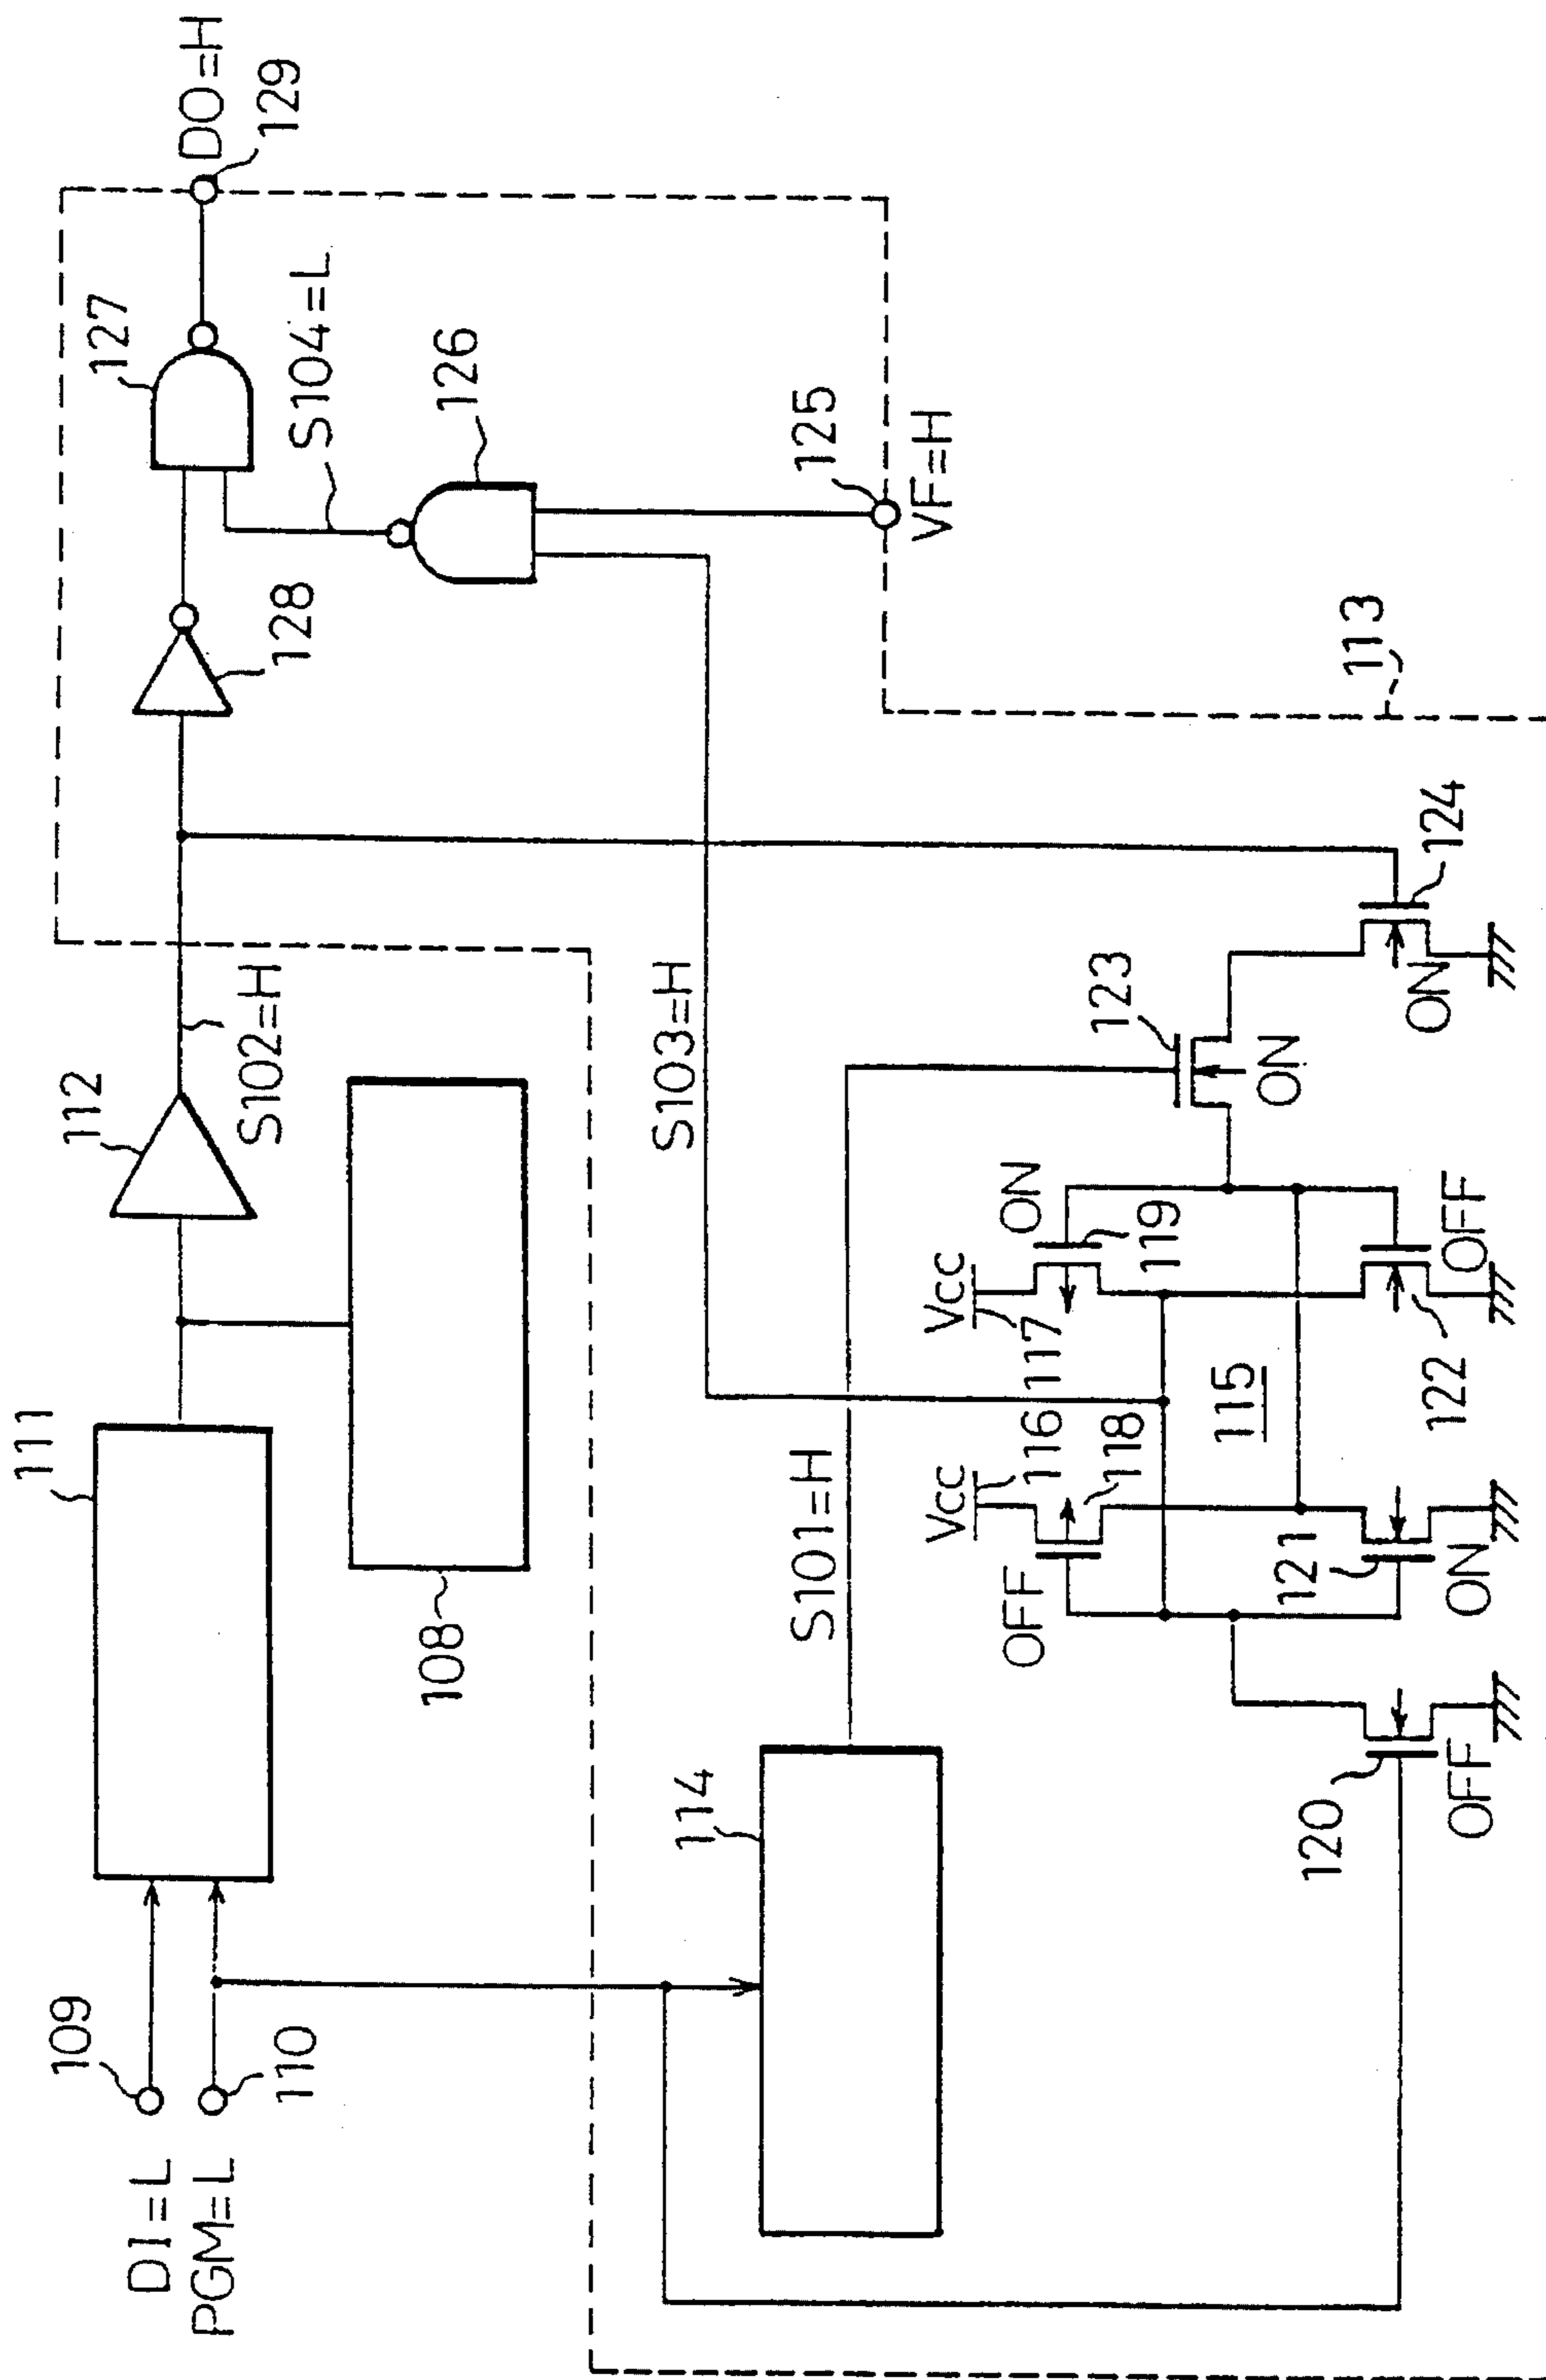 DI=L
PGM=L
109
110
111
108
112
S102=H
128
127
S104=L
126
DO=H
129
125
VF=H
113
114
S101=H
S103=H
Vcc
116
118
OFF
Vcc
117
119
ON
115
121
ON
122
OFF
120
OFF
123
ON
124
ON